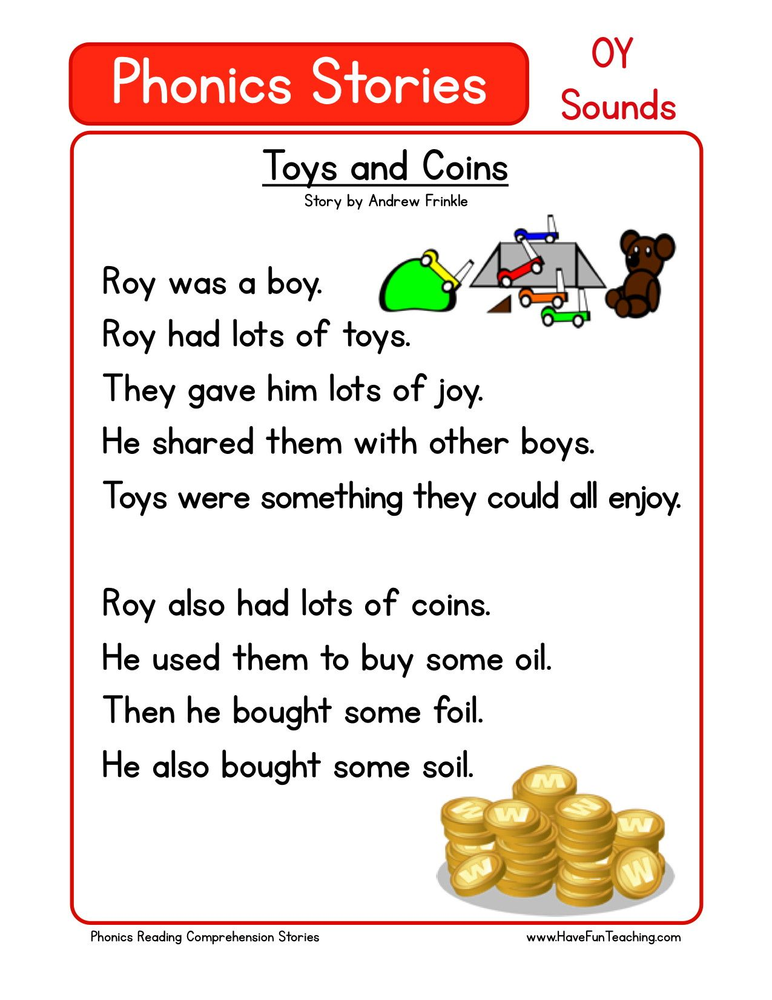 Phonics Stories
OY
Sounds
Toys and Coins
Story by Andrew Frinkle
Roy was a boy.
Roy had lots of toys.
They gave him lots of joy.
He shared them with other boys.
Toys were something they could all enjoy.
Roy also had lots of coins.
He used them to buy some oil.
Then he bought some foil.
He also bought some soil.
W
W
W
W
W
W
W
Phonics Reading Comprehension Stories
www.HaveFunTeaching.com